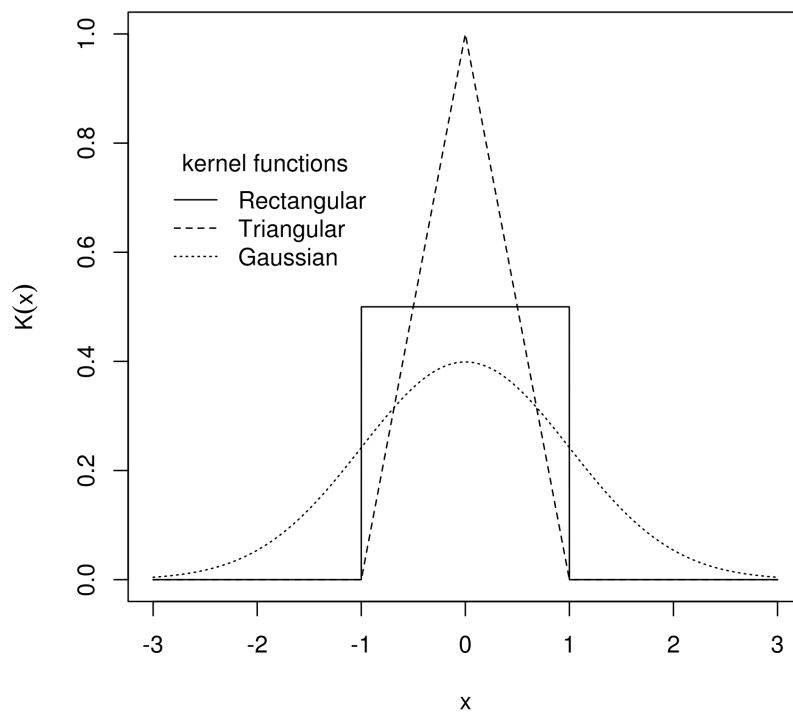 1.0
0.8
0.6
0.4
0.2
0.0
K(x)
kernel functions
Rectangular
Triangular
Gaussian
-3 -2 -1 0 1 2 3
x